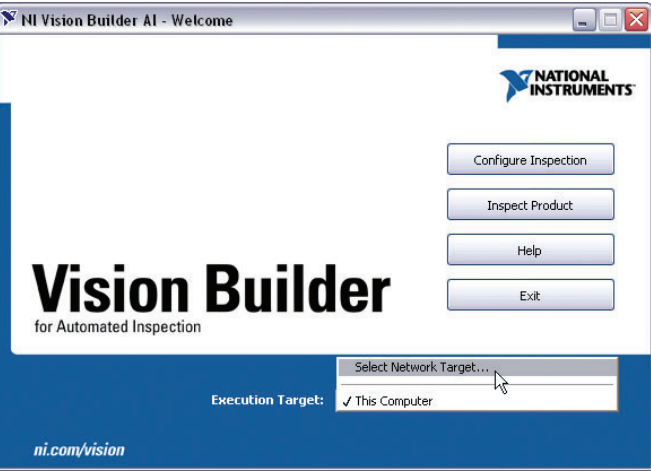 NI Vision Builder AI - Welcome
NATIONAL
INSTRUMENTS
Configure Inspection
Inspect Product
Help
Exit
Vision Builder
for Automated Inspection
Select Network Target...
Execution Target:
✓ This Computer
ni.com/vision